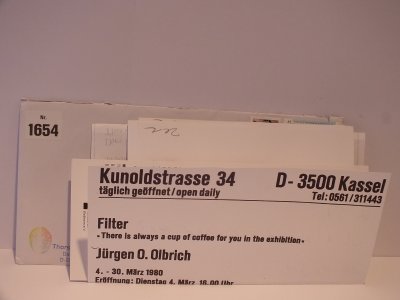 Nr.
1654
Kunoldstrasse 34 D - 3500 Kassel
täglich geöffnet / open daily Tel: 0561 / 311443
Filter
»There is always a cup of coffee for you in the exhibition«
Jürgen O. Olbrich
4. - 30. März 1980
Eröffnung: Dienstag 4. März 16.00 Uhr